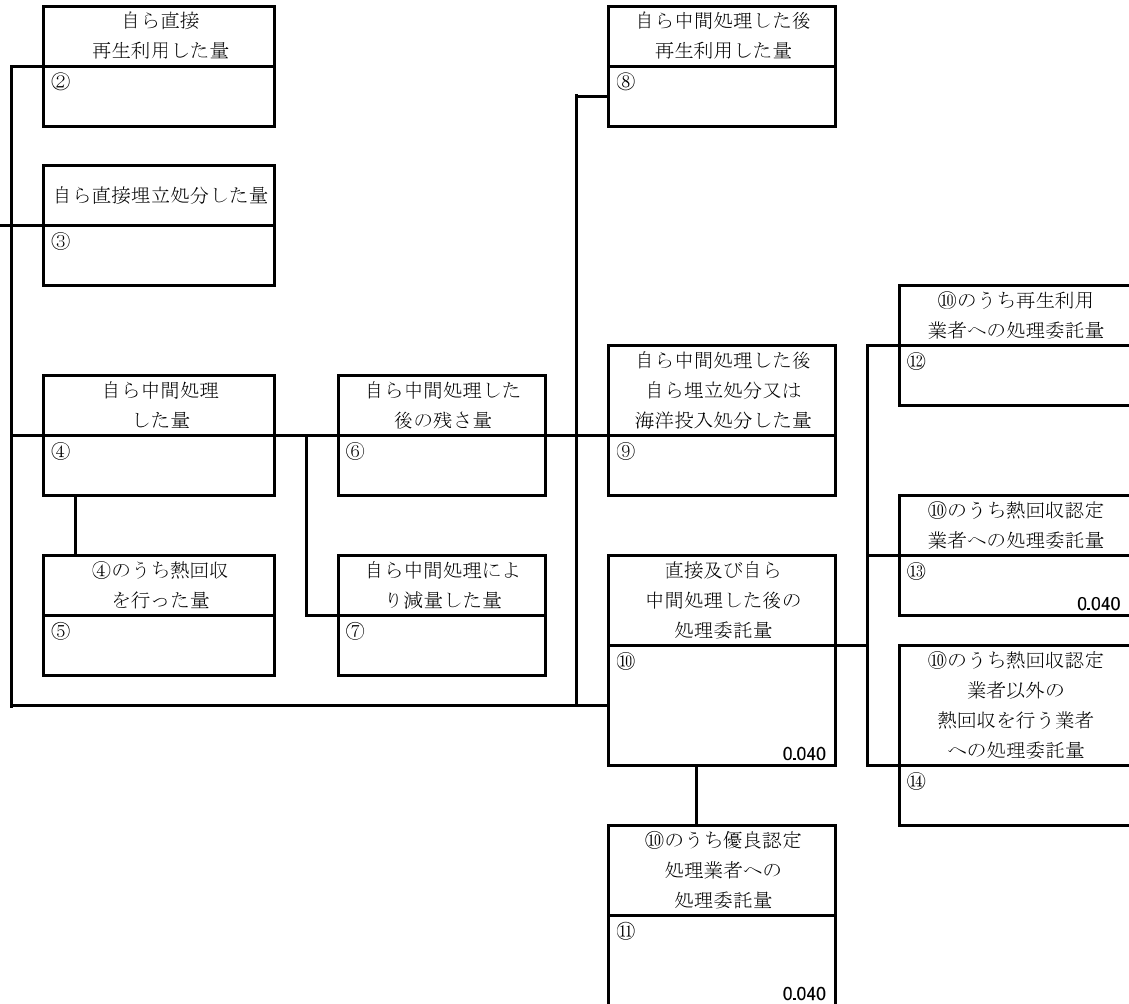 自ら直接
再生利用した量
②
自ら中間処理した後
再生利用した量
⑧
自ら直接埋立処分した量
③
⑩のうち再生利用
業者への処理委託量
⑫
自ら中間処理
した量
④
自ら中間処理した
後の残さ量
⑥
自ら中間処理した後
自ら埋立処分又は
海洋投入処分した量
⑨
⑩のうち熱回収認定
業者への処理委託量
⑬
0.040
④のうち熱回収
を行った量
⑤
自ら中間処理によ
り減量した量
⑦
直接及び自ら
中間処理した後の
処理委託量
⑩
0.040
⑩のうち熱回収認定
業者以外の
熱回収を行う業者
への処理委託量
⑭
⑩のうち優良認定
処理業者への
処理委託量
⑪
0.040